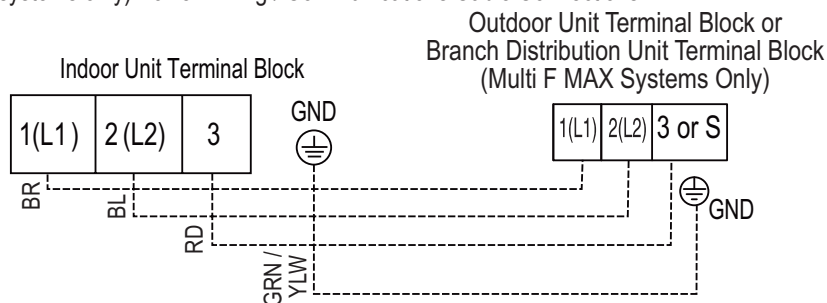 Outdoor Unit Terminal Block or
Branch Distribution Unit Terminal Block
(Multi F MAX Systems Only)
Indoor Unit Terminal Block
GND
1(L1) 2 (L2) 3
1(L1) 2(L2) 3 or S
GND
BR
BL
RD
GRN /
YLW